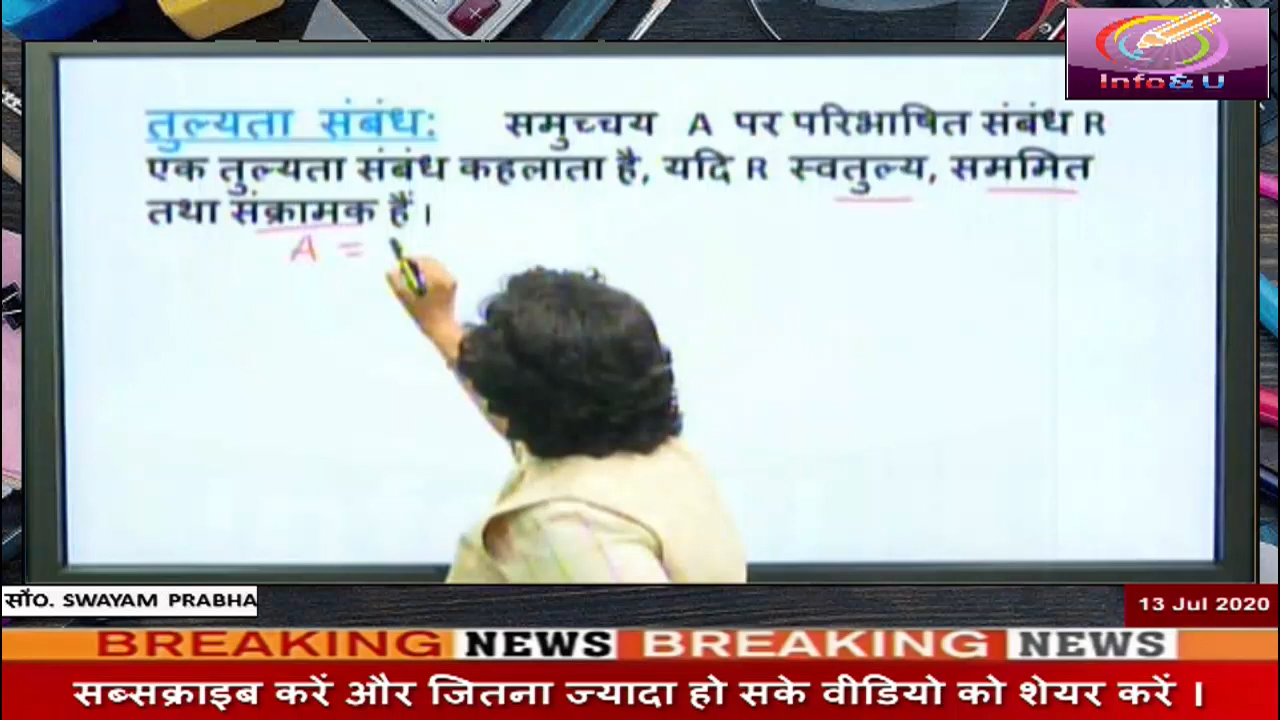 Info& U
तुल्यता संबंध: समुच्चय A पर परिभाषित संबंध R
एक तुल्यता संबंध कहलाता है, यदि R स्वतुल्य, सममित
तथा संक्रामक हैं।
A =
सौ0. SWAYAM PRABHA
13 Jul 2020
BREAKING NEWS BREAKING NEWS
सब्सक्राइब करें और जितना ज्यादा हो सके वीडियो को शेयर करें ।